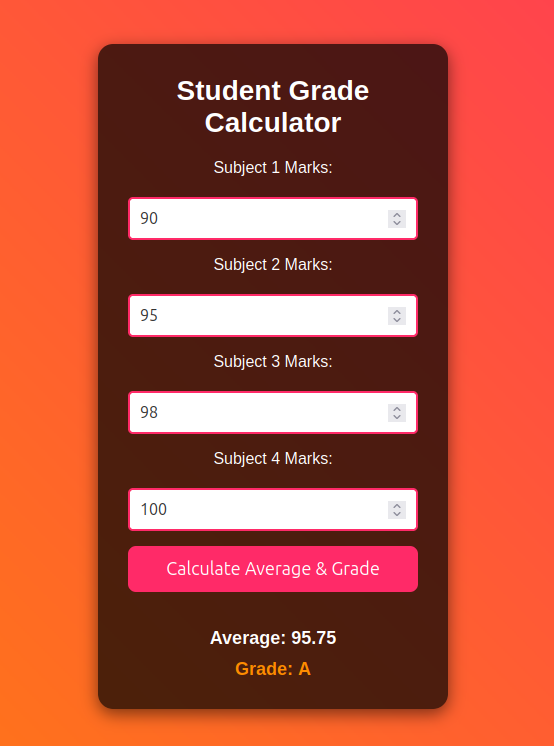 Student Grade
Calculator
Subject 1 Marks:
90
Subject 2 Marks:
95
Subject 3 Marks:
98
Subject 4 Marks:
100
Calculate Average & Grade
Average: 95.75
Grade: A